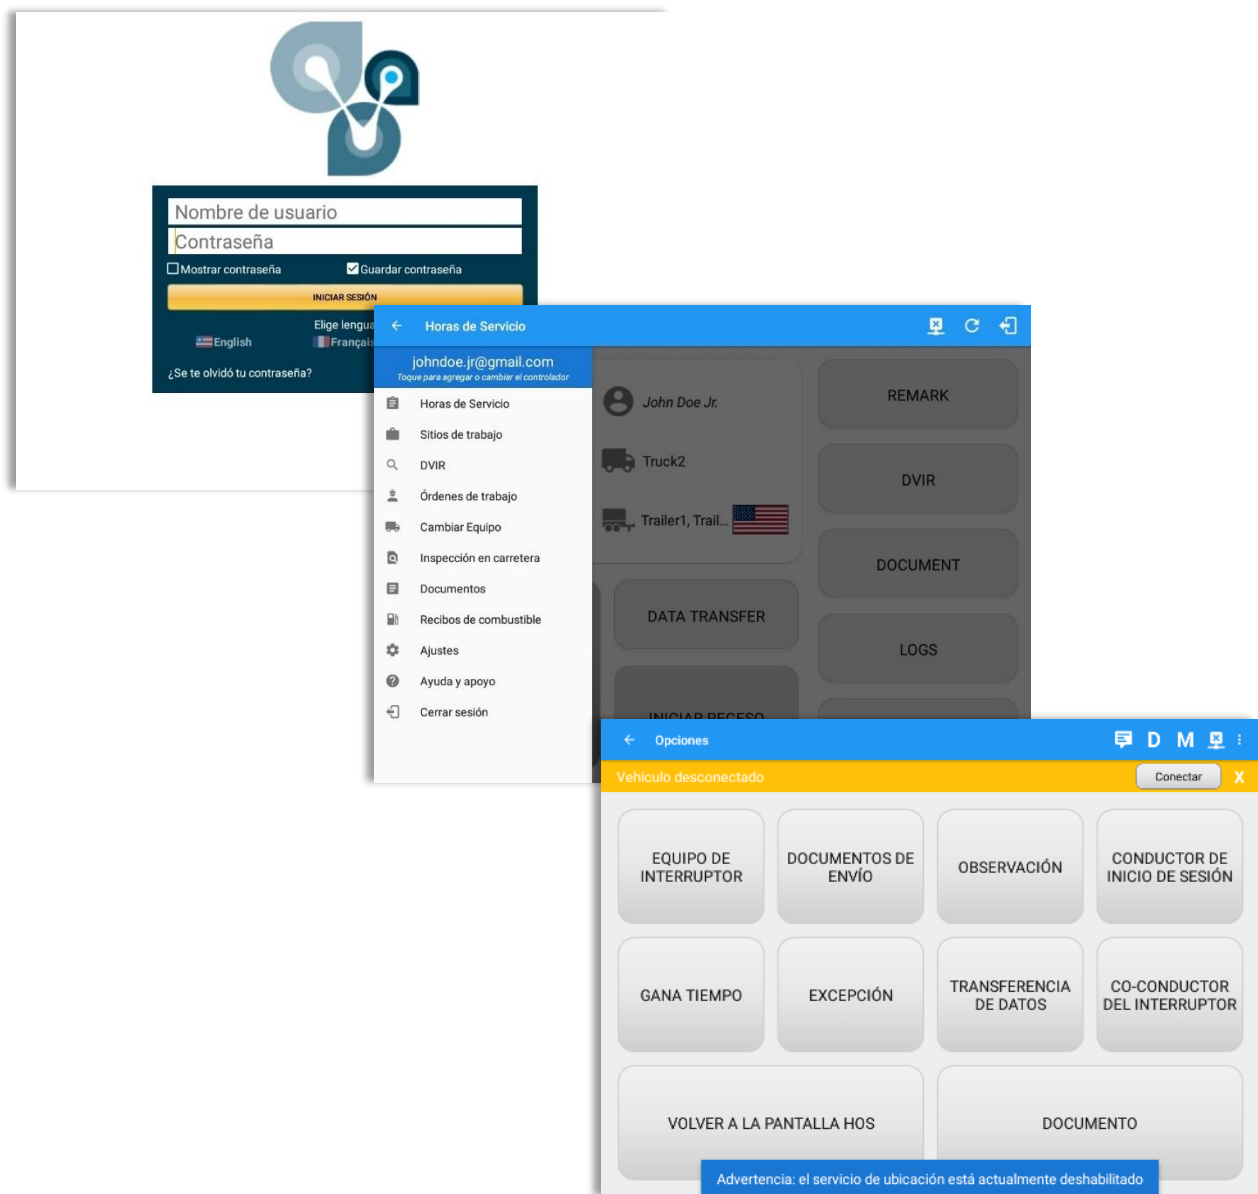 Nombre de usuario
Contraseña
Mostrar contraseña
Guardar contraseña
INICIAR SESIÓN
Elige lengua
English
Français
¿Se te olvidó tu contraseña?
Horas de Servicio
johndoe.jr@gmail.com
Toque para agregar o cambiar el controlador
Horas de Servicio
Sitios de trabajo
DVIR
Órdenes de trabajo
Cambiar Equipo
Inspección en carretera
Documentos
Recibos de combustible
Ajustes
Ayuda y apoyo
Cerrar sesión
John Doe Jr.
Truck2
Trailer1, Trail...
DATA TRANSFER
INICIAR RECESO
REMARK
DVIR
DOCUMENT
LOGS
Opciones
D M
Vehículo desconectado
Conectar
X
EQUIPO DE
INTERRUPTOR
DOCUMENTOS DE
ENVÍO
OBSERVACIÓN
CONDUCTOR DE
INICIO DE SESIÓN
GANA TIEMPO
EXCEPCIÓN
TRANSFERENCIA
DE DATOS
CO-CONDUCTOR
DEL INTERRUPTOR
VOLVER A LA PANTALLA HOS
DOCUMENTO
Advertencia: el servicio de ubicación está actualmente deshabilitado